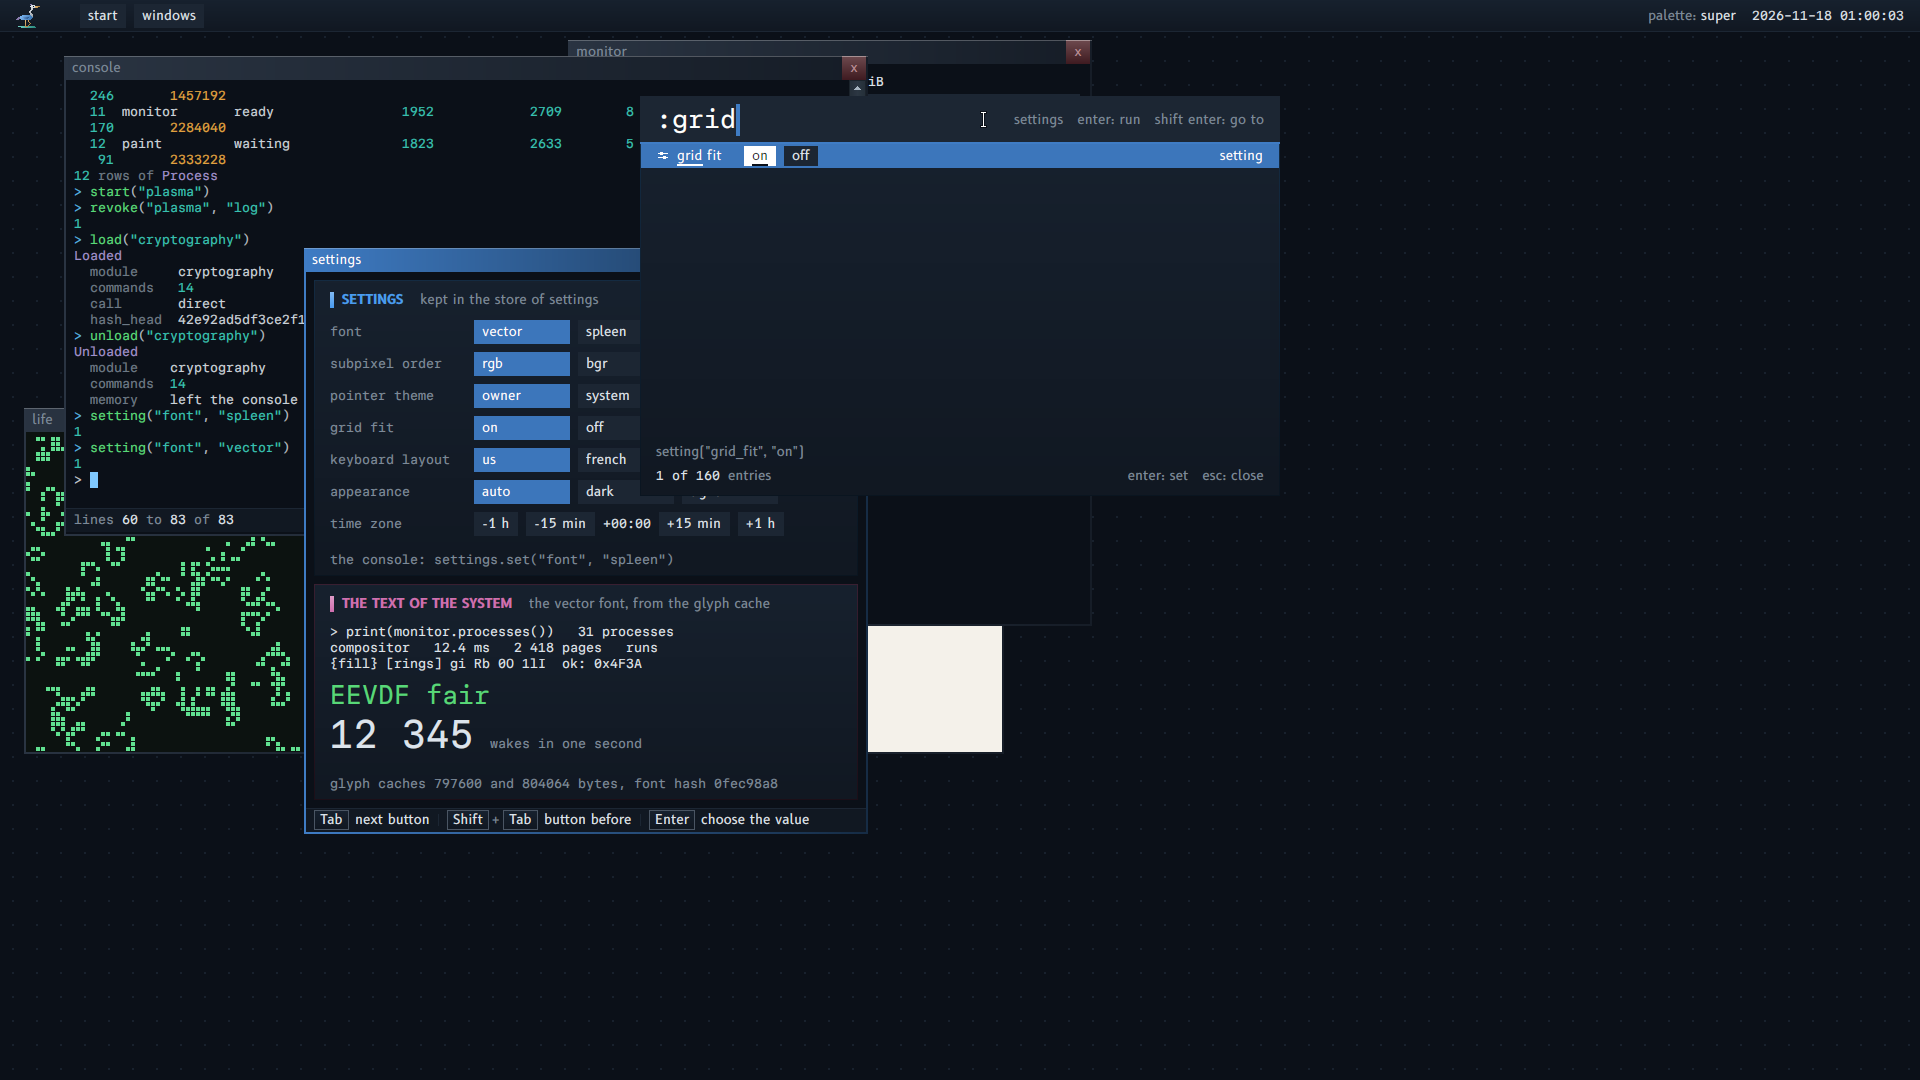 start windows palette: super 2026-11-18 01:00:03
monitor x
console x
iB
246 1457192
11 monitor ready 1952 2709 8
170 2284040
12 paint waiting 1823 2633 5
91 2333228
12 rows of Process
> start("plasma")
> revoke("plasma", "log")
1
> load("cryptography")
Loaded
module cryptography
commands 14
call direct
hash_head 42e92ad5df3ce2f1
> unload("cryptography")
Unloaded
module cryptography
commands 14
memory left the console
> setting("font", "spleen")
1
> setting("font", "vector")
1
>
lines 60 to 83 of 83
life
:grid settings enter: run shift enter: go to
grid fit on off setting
setting["grid_fit", "on"]
1 of 160 entries enter: set esc: close
settings
SETTINGS kept in the store of settings
font vector spleen
subpixel order rgb bgr
pointer theme owner system
grid fit on off
keyboard layout us french
appearance auto dark
time zone -1 h -15 min +00:00 +15 min +1 h
the console: settings.set("font", "spleen")
THE TEXT OF THE SYSTEM the vector font, from the glyph cache
> print(monitor.processes()) 31 processes
compositor 12.4 ms 2 418 pages runs
{fill} [rings] gi Rb 0O 1lI ok: 0x4F3A
EEVDF fair
12 345 wakes in one second
glyph caches 797600 and 804064 bytes, font hash 0fec98a8
Tab next button Shift + Tab button before Enter choose the value